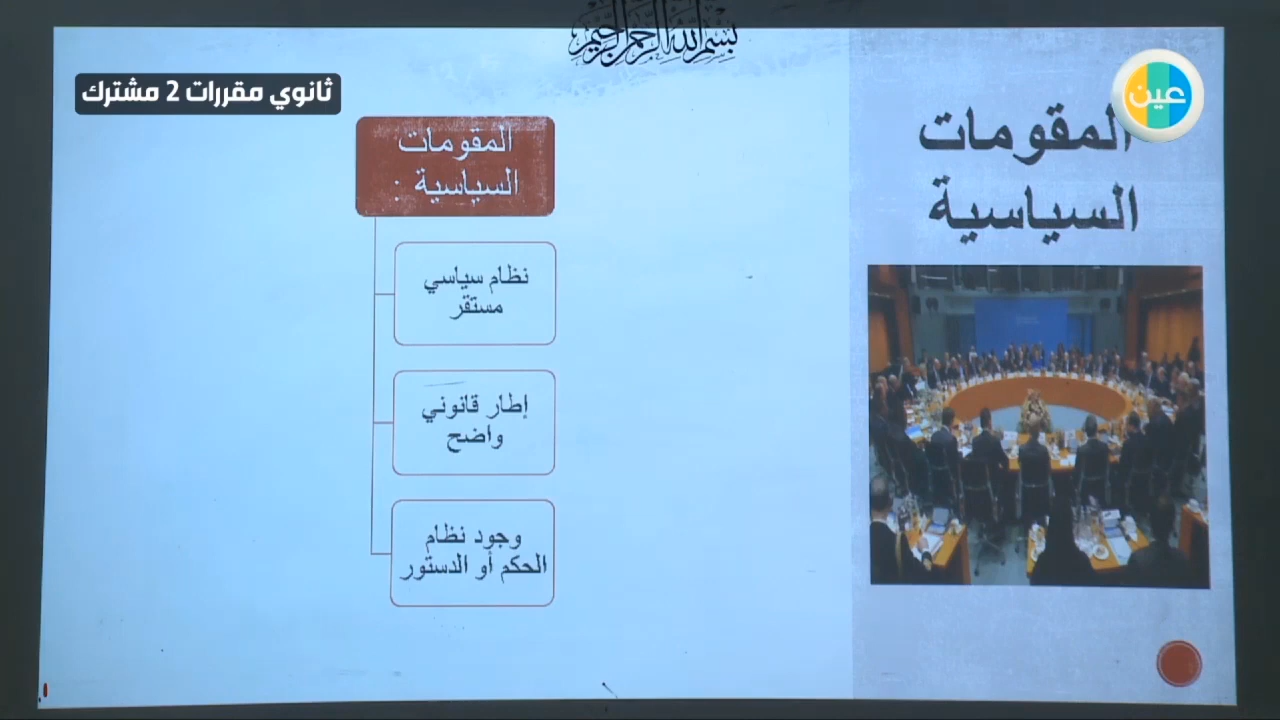 بسم الله الرحمن الرحيم
عين
ثانوي مقررات 2 مشترك
المقومات
السياسية
المقومات
السياسية :
نظام سياسي
مستقر
إطار قانوني
واضح
وجود نظام
الحكم أو الدستور